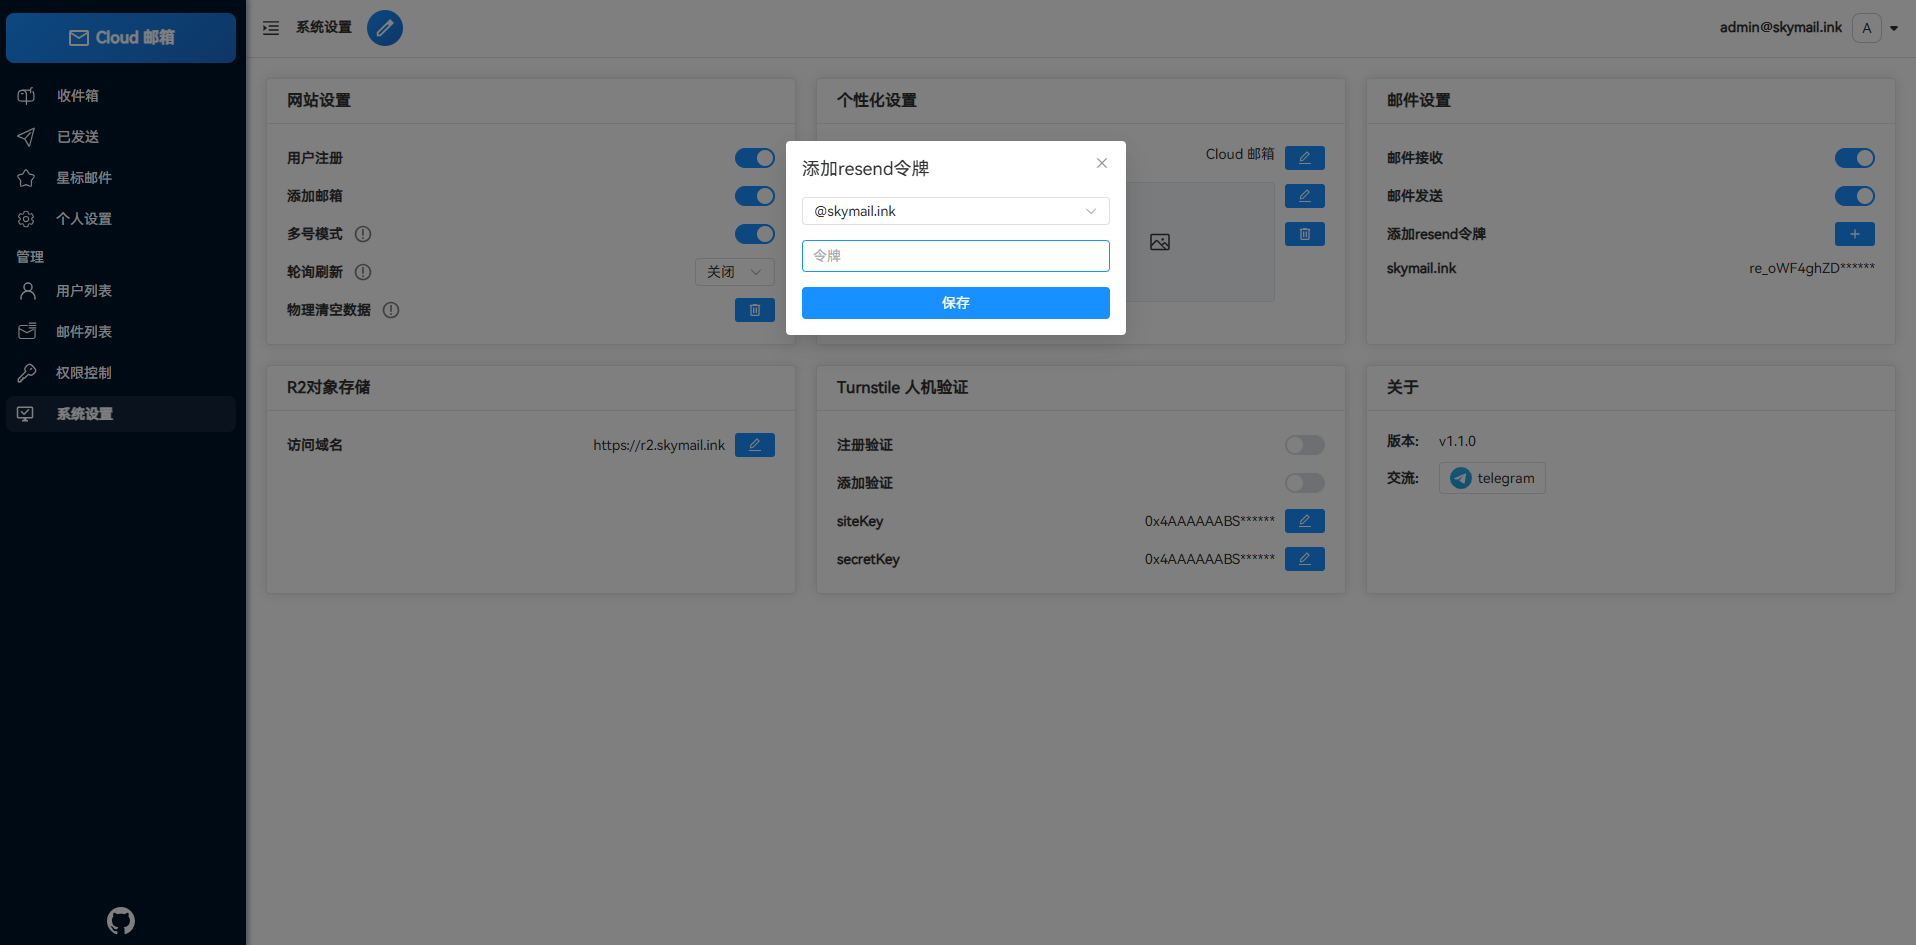 Cloud 邮箱
收件箱
已发送
星标邮件
个人设置
管理
用户列表
邮件列表
权限控制
系统设置
系统设置
admin@skymail.ink
A
网站设置
用户注册
添加邮箱
多号模式
轮询刷新
关闭
物理清空数据
个性化设置
Cloud 邮箱
邮件设置
邮件接收
邮件发送
添加resend令牌
skymail.ink
re_oWF4ghZD******
添加resend令牌
@skymail.ink
令牌
保存
R2对象存储
访问域名
https://r2.skymail.ink
Turnstile 人机验证
注册验证
添加验证
siteKey
0x4AAAAAABS******
secretKey
0x4AAAAAABS******
关于
版本:
v1.1.0
交流:
telegram